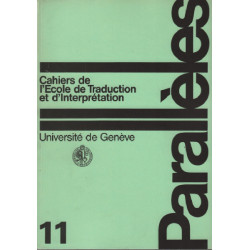 Parallèles
Cahiers de
l'Ecole de Traduction
et d'Interprétation
Université de Genève
11